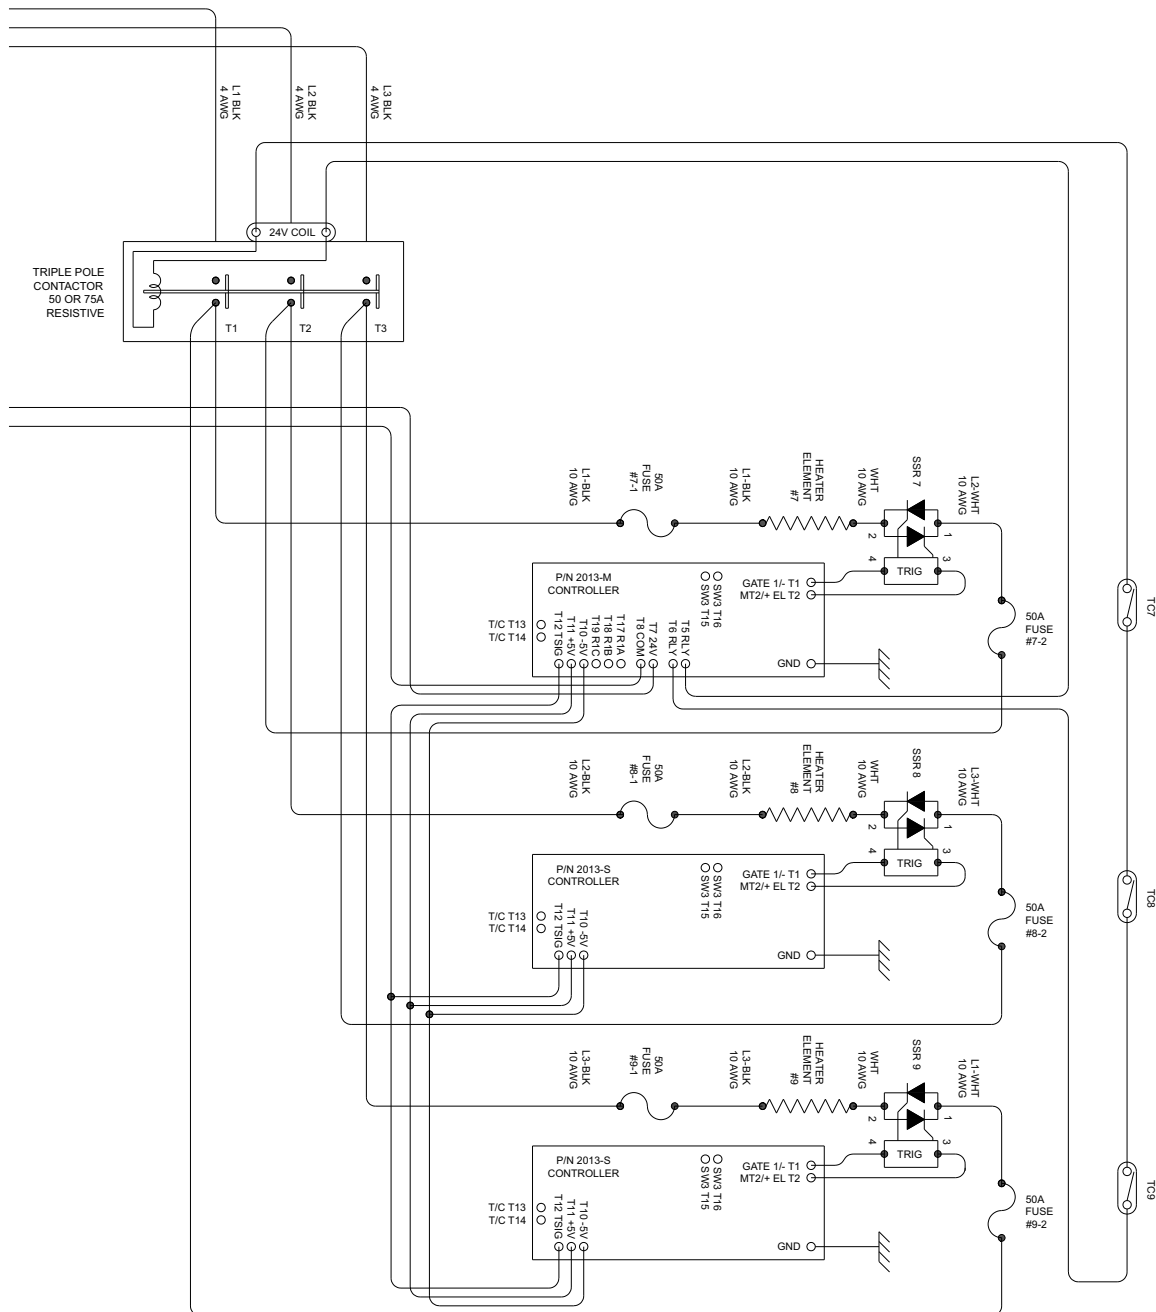 L1 BLK
4 AWG
L2 BLK
4 AWG
L3 BLK
4 AWG
24V COIL
TRIPLE POLE
CONTACTOR
50 OR 75A
RESISTIVE
T1
T2
T3
L1-BLK
10 AWG
50A
FUSE
#7-1
L1-BLK
10 AWG
HEATER
ELEMENT
#7
WHT
10 AWG
SSR 7
L2-WHT
10 AWG
2
1
4
3
TRIG
P/N 2013-M
CONTROLLER
SW3 T15
SW3 T16
GATE 1/- T1
MT2/+ EL T2
T/C T13
T/C T14
T12 TSIG
T11 +5V
T10 -5V
T19 R1C
T18 R1B
T17 R1A
T8 COM
T7 24V
T6 RLY
T5 RLY
GND
50A
FUSE
#7-2
TC7
L2-BLK
10 AWG
50A
FUSE
#8-1
L2-BLK
10 AWG
HEATER
ELEMENT
#8
WHT
10 AWG
SSR 8
L3-WHT
10 AWG
2
1
4
3
TRIG
P/N 2013-S
CONTROLLER
SW3 T15
SW3 T16
GATE 1/- T1
MT2/+ EL T2
T/C T13
T/C T14
T12 TSIG
T11 +5V
T10 -5V
GND
50A
FUSE
#8-2
TC8
L3-BLK
10 AWG
50A
FUSE
#9-1
L3-BLK
10 AWG
HEATER
ELEMENT
#9
WHT
10 AWG
SSR 9
L1-WHT
10 AWG
2
1
4
3
TRIG
P/N 2013-S
CONTROLLER
SW3 T15
SW3 T16
GATE 1/- T1
MT2/+ EL T2
T/C T13
T/C T14
T12 TSIG
T11 +5V
T10 -5V
GND
50A
FUSE
#9-2
TC9